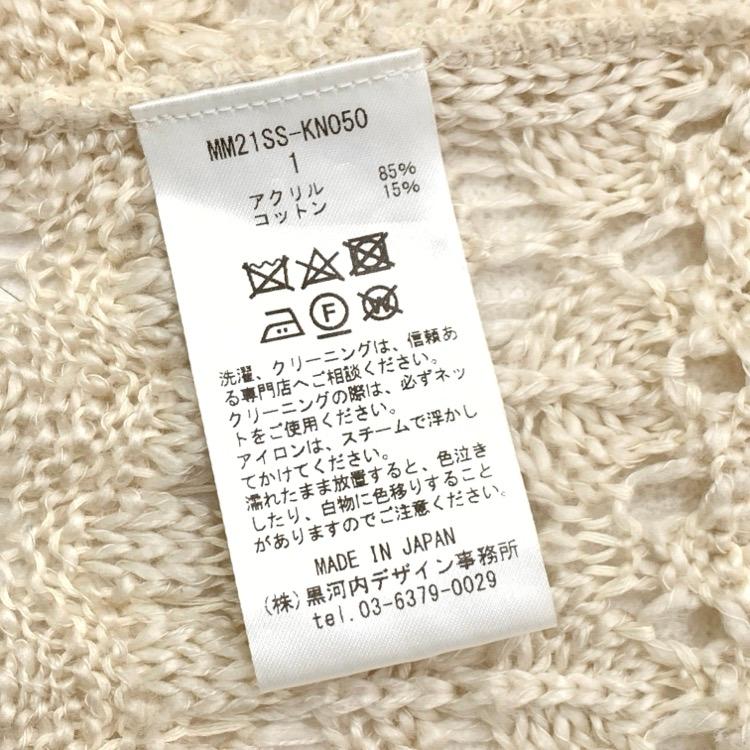 MM21SS-KN050
1
アクリル 85%
コットン 15%
F
W
洗濯、クリーニングは、信頼あ
る専門店へご相談ください。
クリーニングの際は、必ずネッ
トをご使用ください。
アイロンは、スチームで浮かし
てかけてください。
濡れたまま放置すると、色泣き
したり、白物に色移りすること
がありますのでご注意ください。
MADE IN JAPAN
(株)黒河内デザイン事務所
tel.03-6379-0029